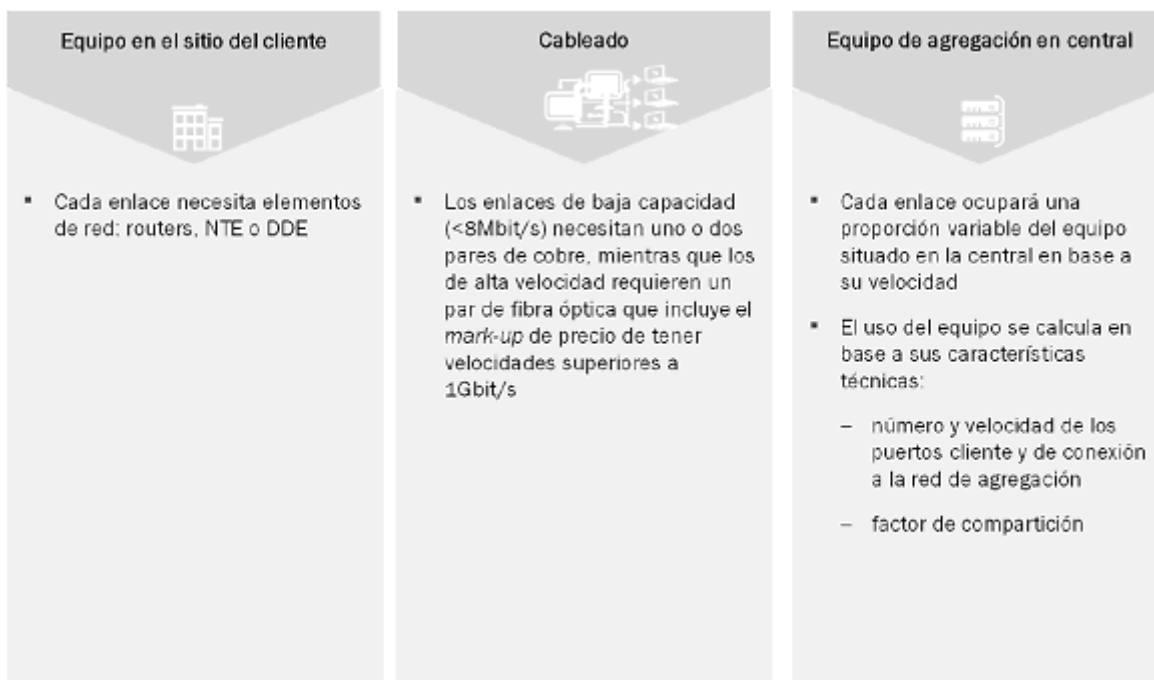 Equipo en el sitio del cliente
▪ Cada enlace necesita elementos
de red: routers, NTE o DDE
Cableado
▪ Los enlaces de baja capacidad
(<8Mbit/s) necesitan uno o dos
pares de cobre, mientras que los
de alta velocidad requieren un
par de fibra óptica que incluye el
mark-up de precio de tener
velocidades superiores a
1Gbit/s
Equipo de agregación en central
▪ Cada enlace ocupará una
proporción variable del equipo
situado en la central en base a
su velocidad
▪ El uso del equipo se calcula en
base a sus características
técnicas:
– número y velocidad de los
puertos cliente y de conexión
a la red de agregación
– factor de compartición